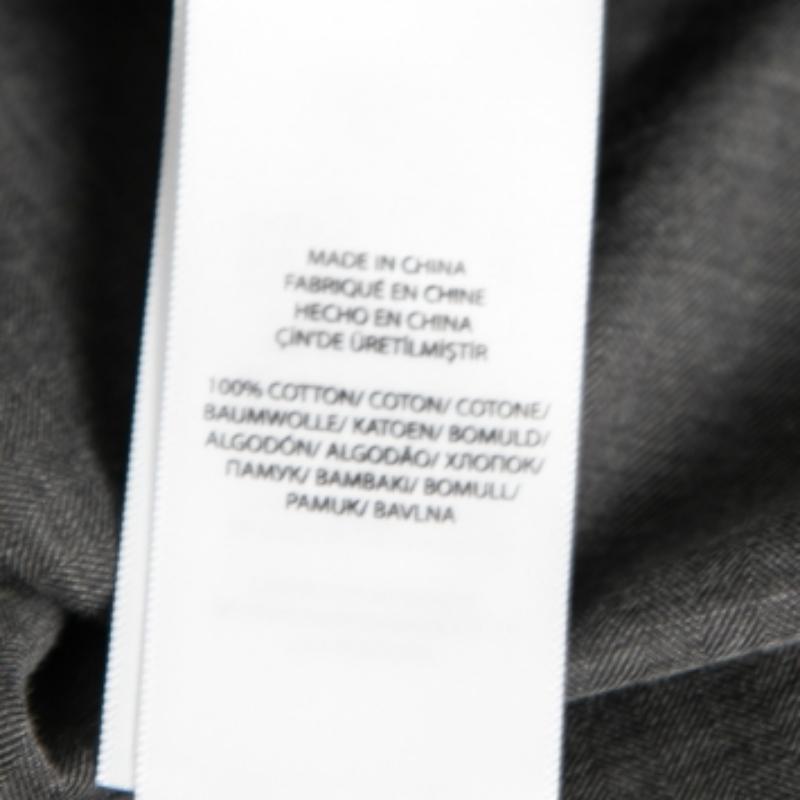 MADE IN CHINA
FABRIQUÉ EN CHINE
HECHO EN CHINA
ÇİN'DE ÜRETİLMİŞTİR
100% COTTON/ COTON/ COTONE/
BAUMWOLLE/ KATOEN/ BOMULD/
ALGODÓN/ ALGODÃO/ ХЛОПОК/
ПАМУК/ BAMBAKI/ BOMULL/
PAMUK/ BAVLNA